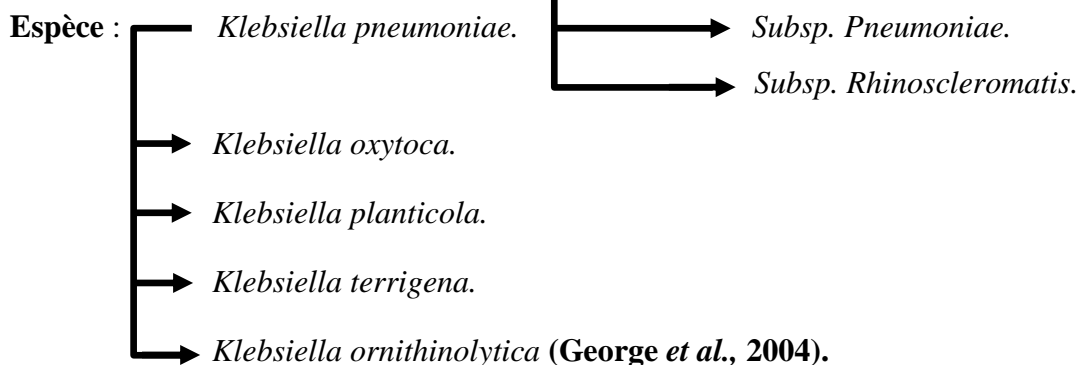 Espèce : Klebsiella pneumoniae. Subsp. Pneumoniae.
Subsp. Rhinoscleromatis.
Klebsiella oxytoca.
Klebsiella planticola.
Klebsiella terrigena.
Klebsiella ornithinolytica (George et al., 2004).